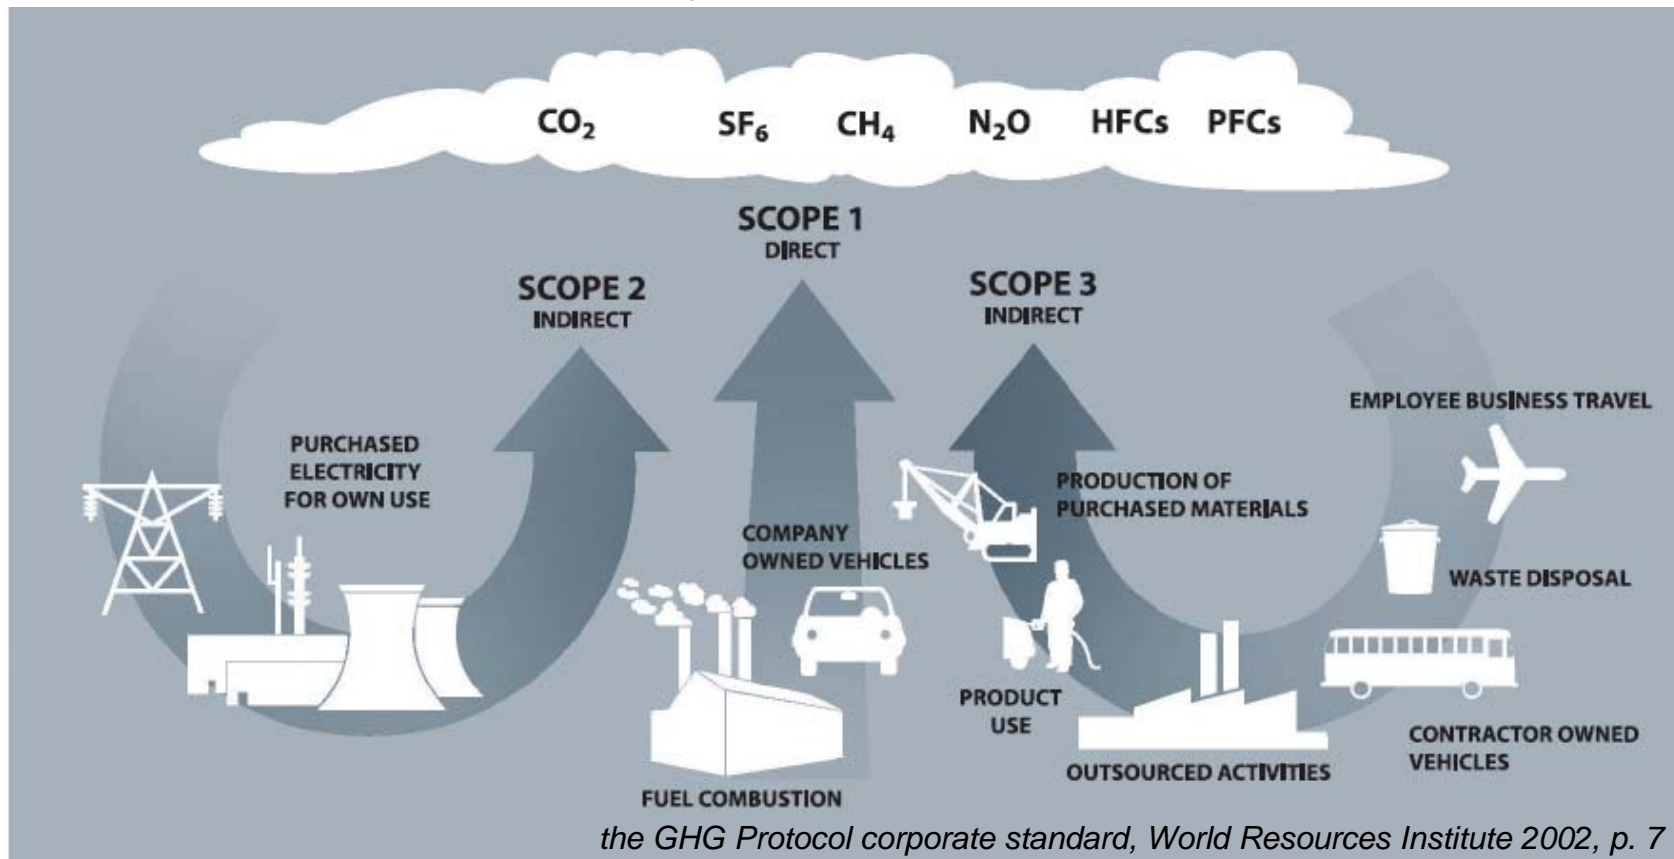 CO₂ SF₆ CH₄ N₂O HFCs PFCs
SCOPE 1
DIRECT
SCOPE 2
INDIRECT
SCOPE 3
INDIRECT
PURCHASED
ELECTRICITY
FOR OWN USE
COMPANY
OWNED VEHICLES
FUEL COMBUSTION
PRODUCTION OF
PURCHASED MATERIALS
PRODUCT
USE
OUTSOURCED ACTIVITIES
EMPLOYEE BUSINESS TRAVEL
WASTE DISPOSAL
CONTRACTOR OWNED
VEHICLES
the GHG Protocol corporate standard, World Resources Institute 2002, p. 7